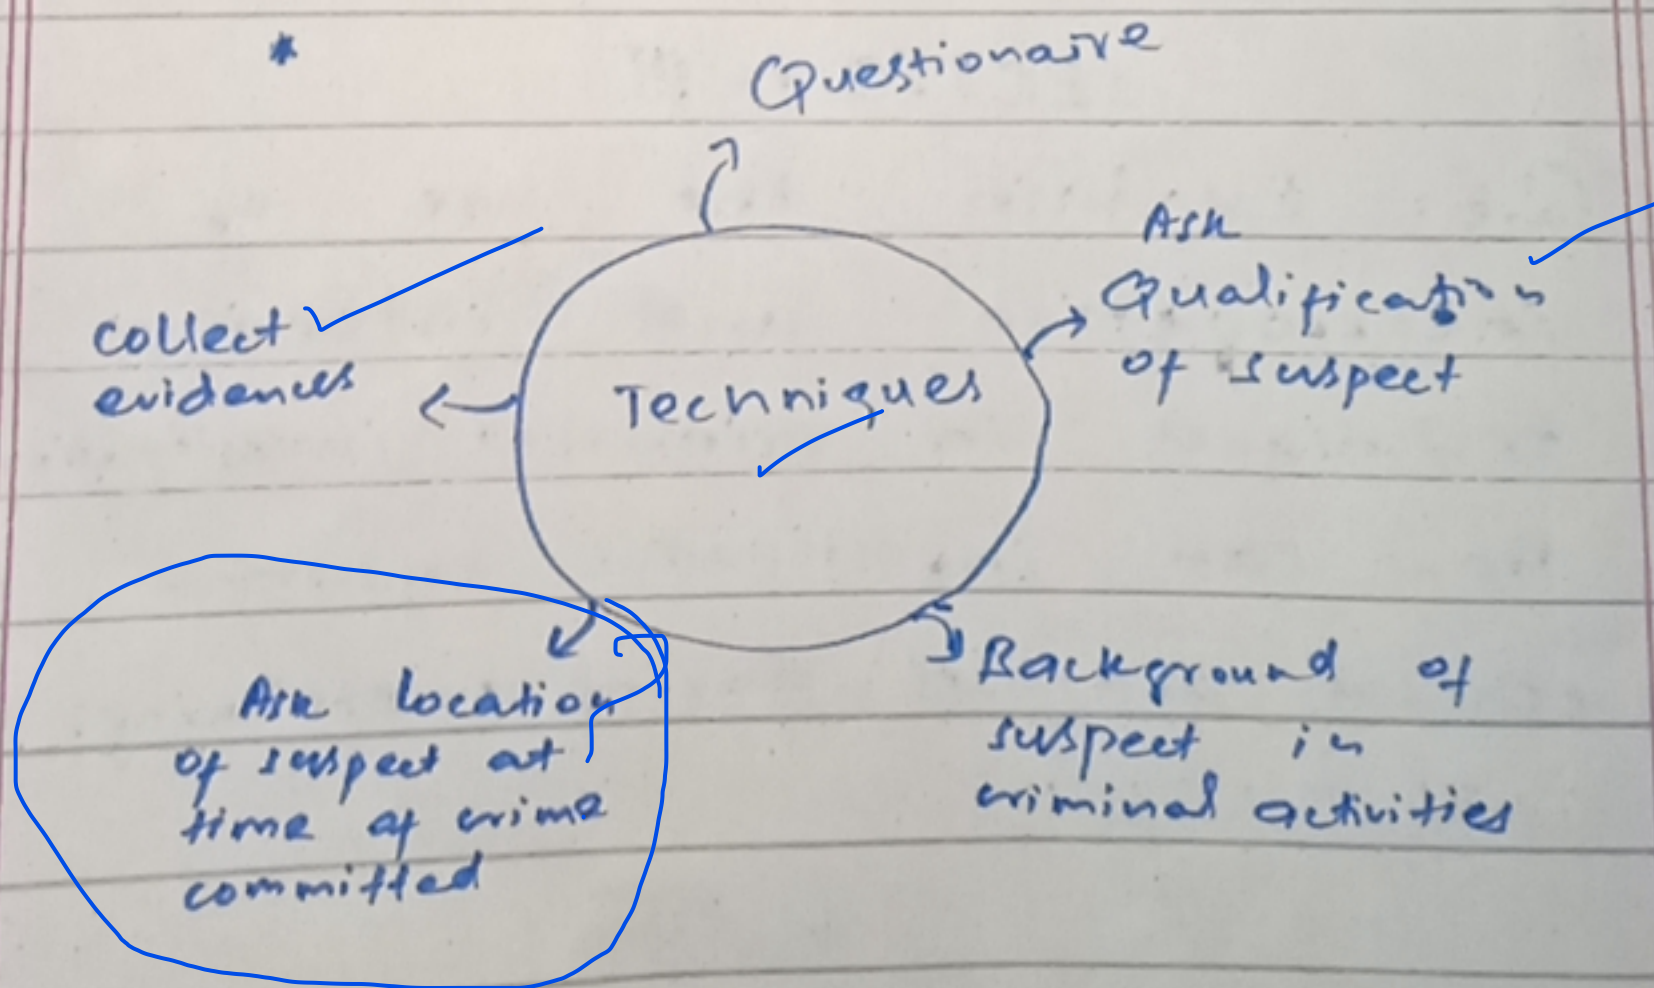 *
Questionaire
Ask
Qualification
of suspect
collect
evidences
Techniques
Ask location
of suspect at
time of crime
committed
Background of
suspect in
criminal activities